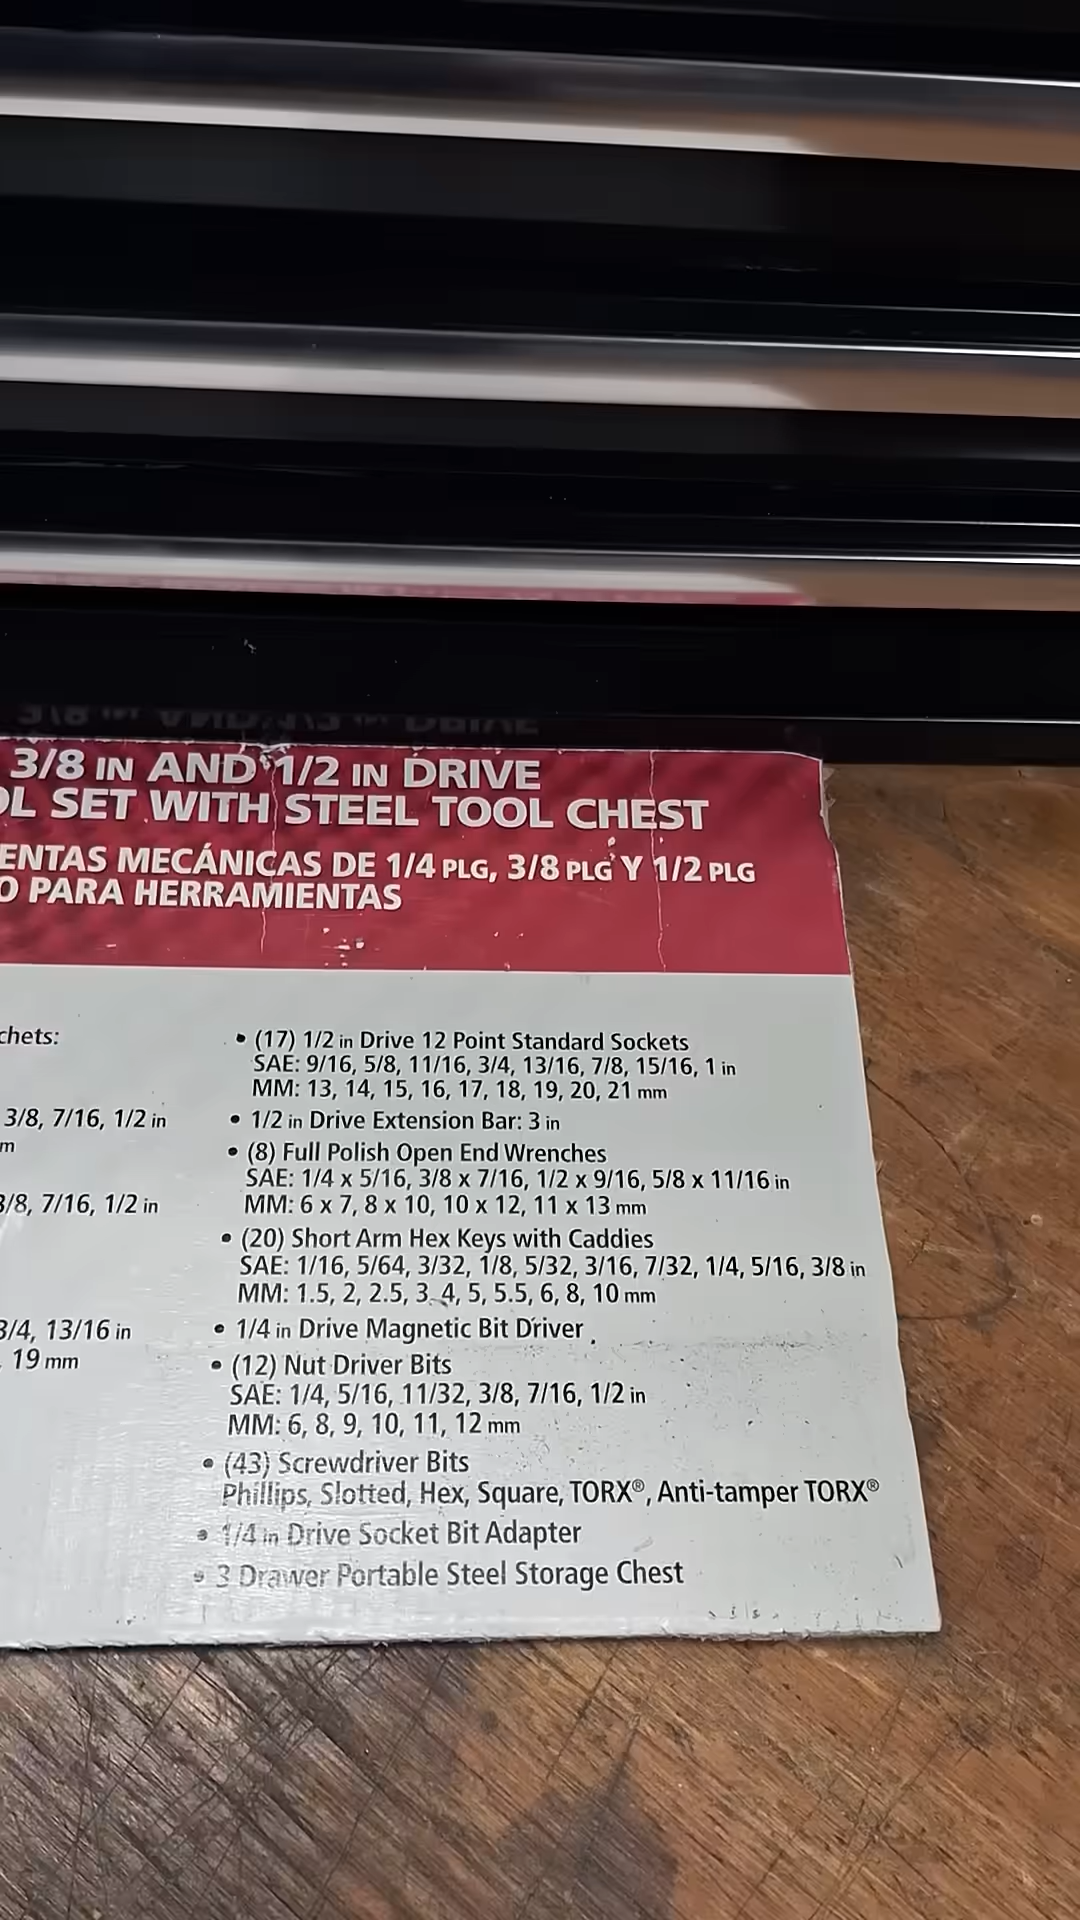 3/8 IN AND 1/2 IN DRIVE
OL SET WITH STEEL TOOL CHEST
ENTAS MECÁNICAS DE 1/4 PLG, 3/8 PLG Y 1/2 PLG
O PARA HERRAMIENTAS
chets:
3/8, 7/16, 1/2 in
m
3/8, 7/16, 1/2 in
3/4, 13/16 in
19 mm
• (17) 1/2 in Drive 12 Point Standard Sockets
SAE: 9/16, 5/8, 11/16, 3/4, 13/16, 7/8, 15/16, 1 in
MM: 13, 14, 15, 16, 17, 18, 19, 20, 21 mm
• 1/2 in Drive Extension Bar: 3 in
• (8) Full Polish Open End Wrenches
SAE: 1/4 x 5/16, 3/8 x 7/16, 1/2 x 9/16, 5/8 x 11/16 in
MM: 6 x 7, 8 x 10, 10 x 12, 11 x 13 mm
• (20) Short Arm Hex Keys with Caddies
SAE: 1/16, 5/64, 3/32, 1/8, 5/32, 3/16, 7/32, 1/4, 5/16, 3/8 in
MM: 1.5, 2, 2.5, 3, 4, 5, 5.5, 6, 8, 10 mm
• 1/4 in Drive Magnetic Bit Driver
• (12) Nut Driver Bits
SAE: 1/4, 5/16, 11/32, 3/8, 7/16, 1/2 in
MM: 6, 8, 9, 10, 11, 12 mm
• (43) Screwdriver Bits
Phillips, Slotted, Hex, Square, TORX®, Anti-tamper TORX®
• 1/4 in Drive Socket Bit Adapter
• 3 Drawer Portable Steel Storage Chest